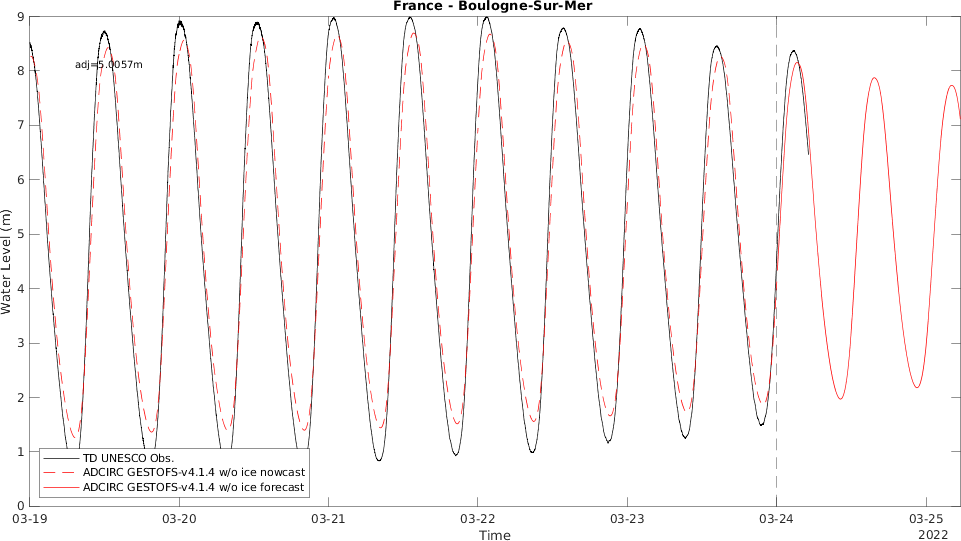 France - Boulogne-Sur-Mer
adj=5.0057m
Water Level (m)
9
8
7
6
5
4
3
2
1
0
TD UNESCO Obs.
ADCIRC GESTOFS-v4.1.4 w/o ice nowcast
ADCIRC GESTOFS-v4.1.4 w/o ice forecast
03-19 03-20 03-21 03-22 03-23 03-24 03-25
Time
2022